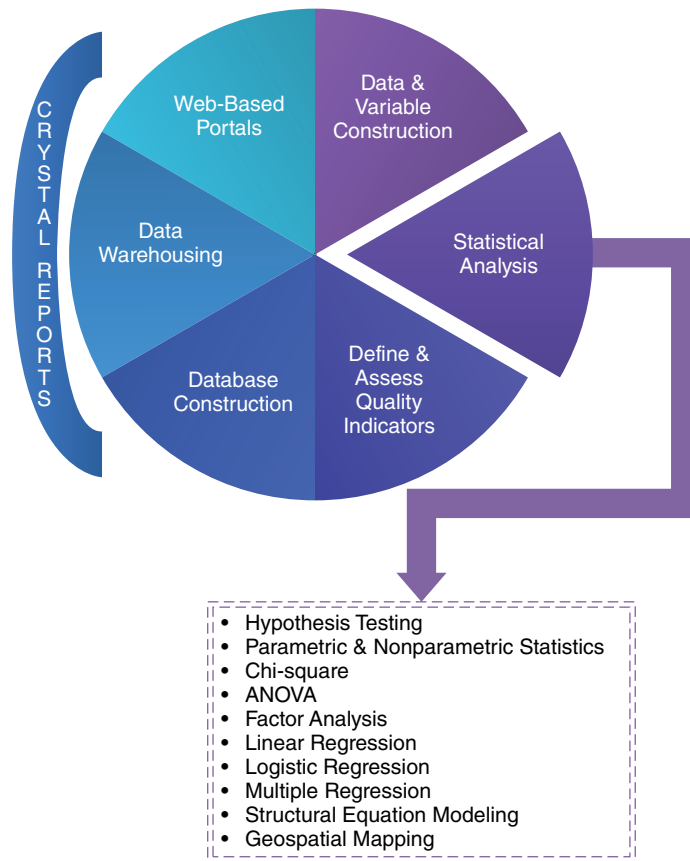 CRYSTAL REPORTS
Web-Based
Portals
Data &
Variable
Construction
Data
Warehousing
Statistical
Analysis
Database
Construction
Define &
Assess
Quality
Indicators
• Hypothesis Testing
• Parametric & Nonparametric Statistics
• Chi-square
• ANOVA
• Factor Analysis
• Linear Regression
• Logistic Regression
• Multiple Regression
• Structural Equation Modeling
• Geospatial Mapping